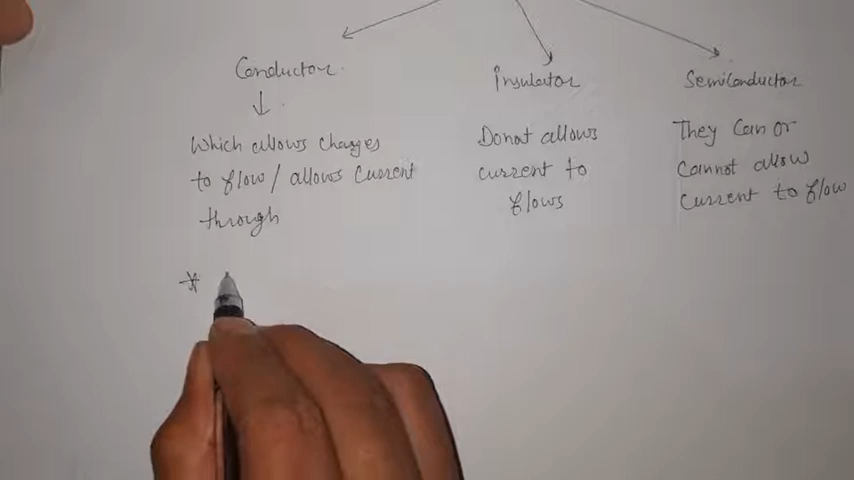 Conductor
Insulator
Semiconductor
Which allows charges
to flow / allows current
through
Donot allows
current to
flows
They can or
cannot allow
current to flow
*